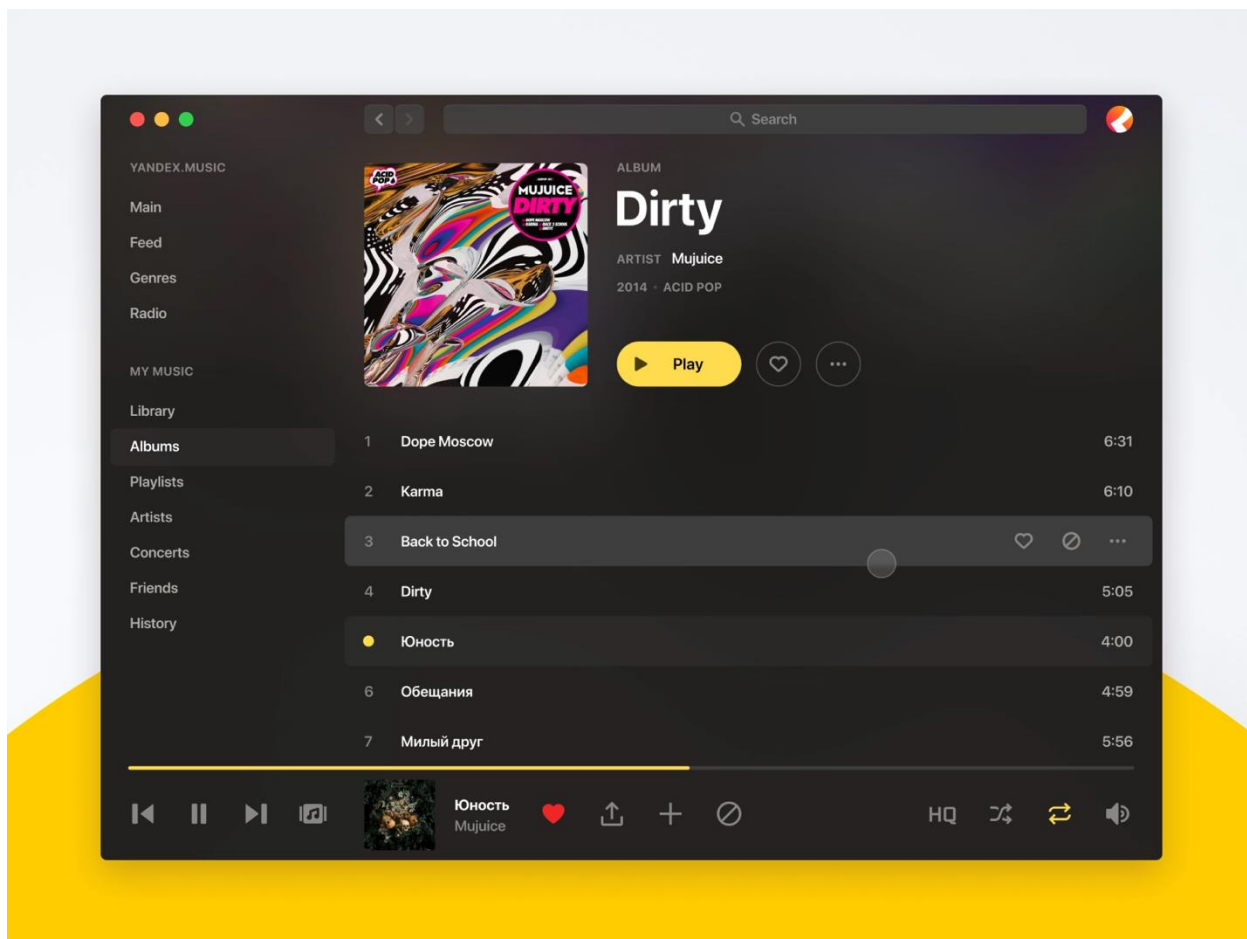 Search
YANDEX.MUSIC
Main
Feed
Genres
Radio
MY MUSIC
Library
Albums
Playlists
Artists
Concerts
Friends
History
ACID
POP
MUJUICE
DIRTY
ALBUM
Dirty
ARTIST Mujuice
2014 · ACID POP
Play
1 Dope Moscow 6:31
2 Karma 6:10
3 Back to School
4 Dirty 5:05
Юность 4:00
6 Обещания 4:59
7 Милый друг 5:56
Юность
Mujuice
HQ